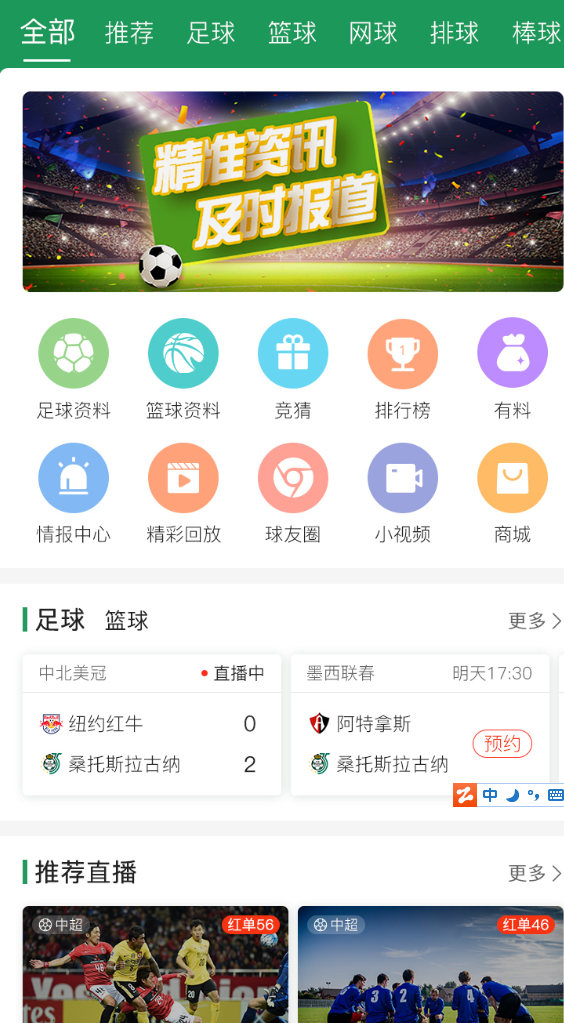 全部 推荐 足球 篮球 网球 排球 棒球
精准资讯
及时报道
足球资料 篮球资料 竞猜 排行榜 有料
1
情报中心 精彩回放 球友圈 小视频 商城
足球 篮球 更多
中北美冠 直播中
纽约红牛 0
桑托斯拉古纳 2
墨西联春 明天17:30
阿特拿斯
桑托斯拉古纳
预约
中
推荐直播 更多
中超 红单56
中超 红单46